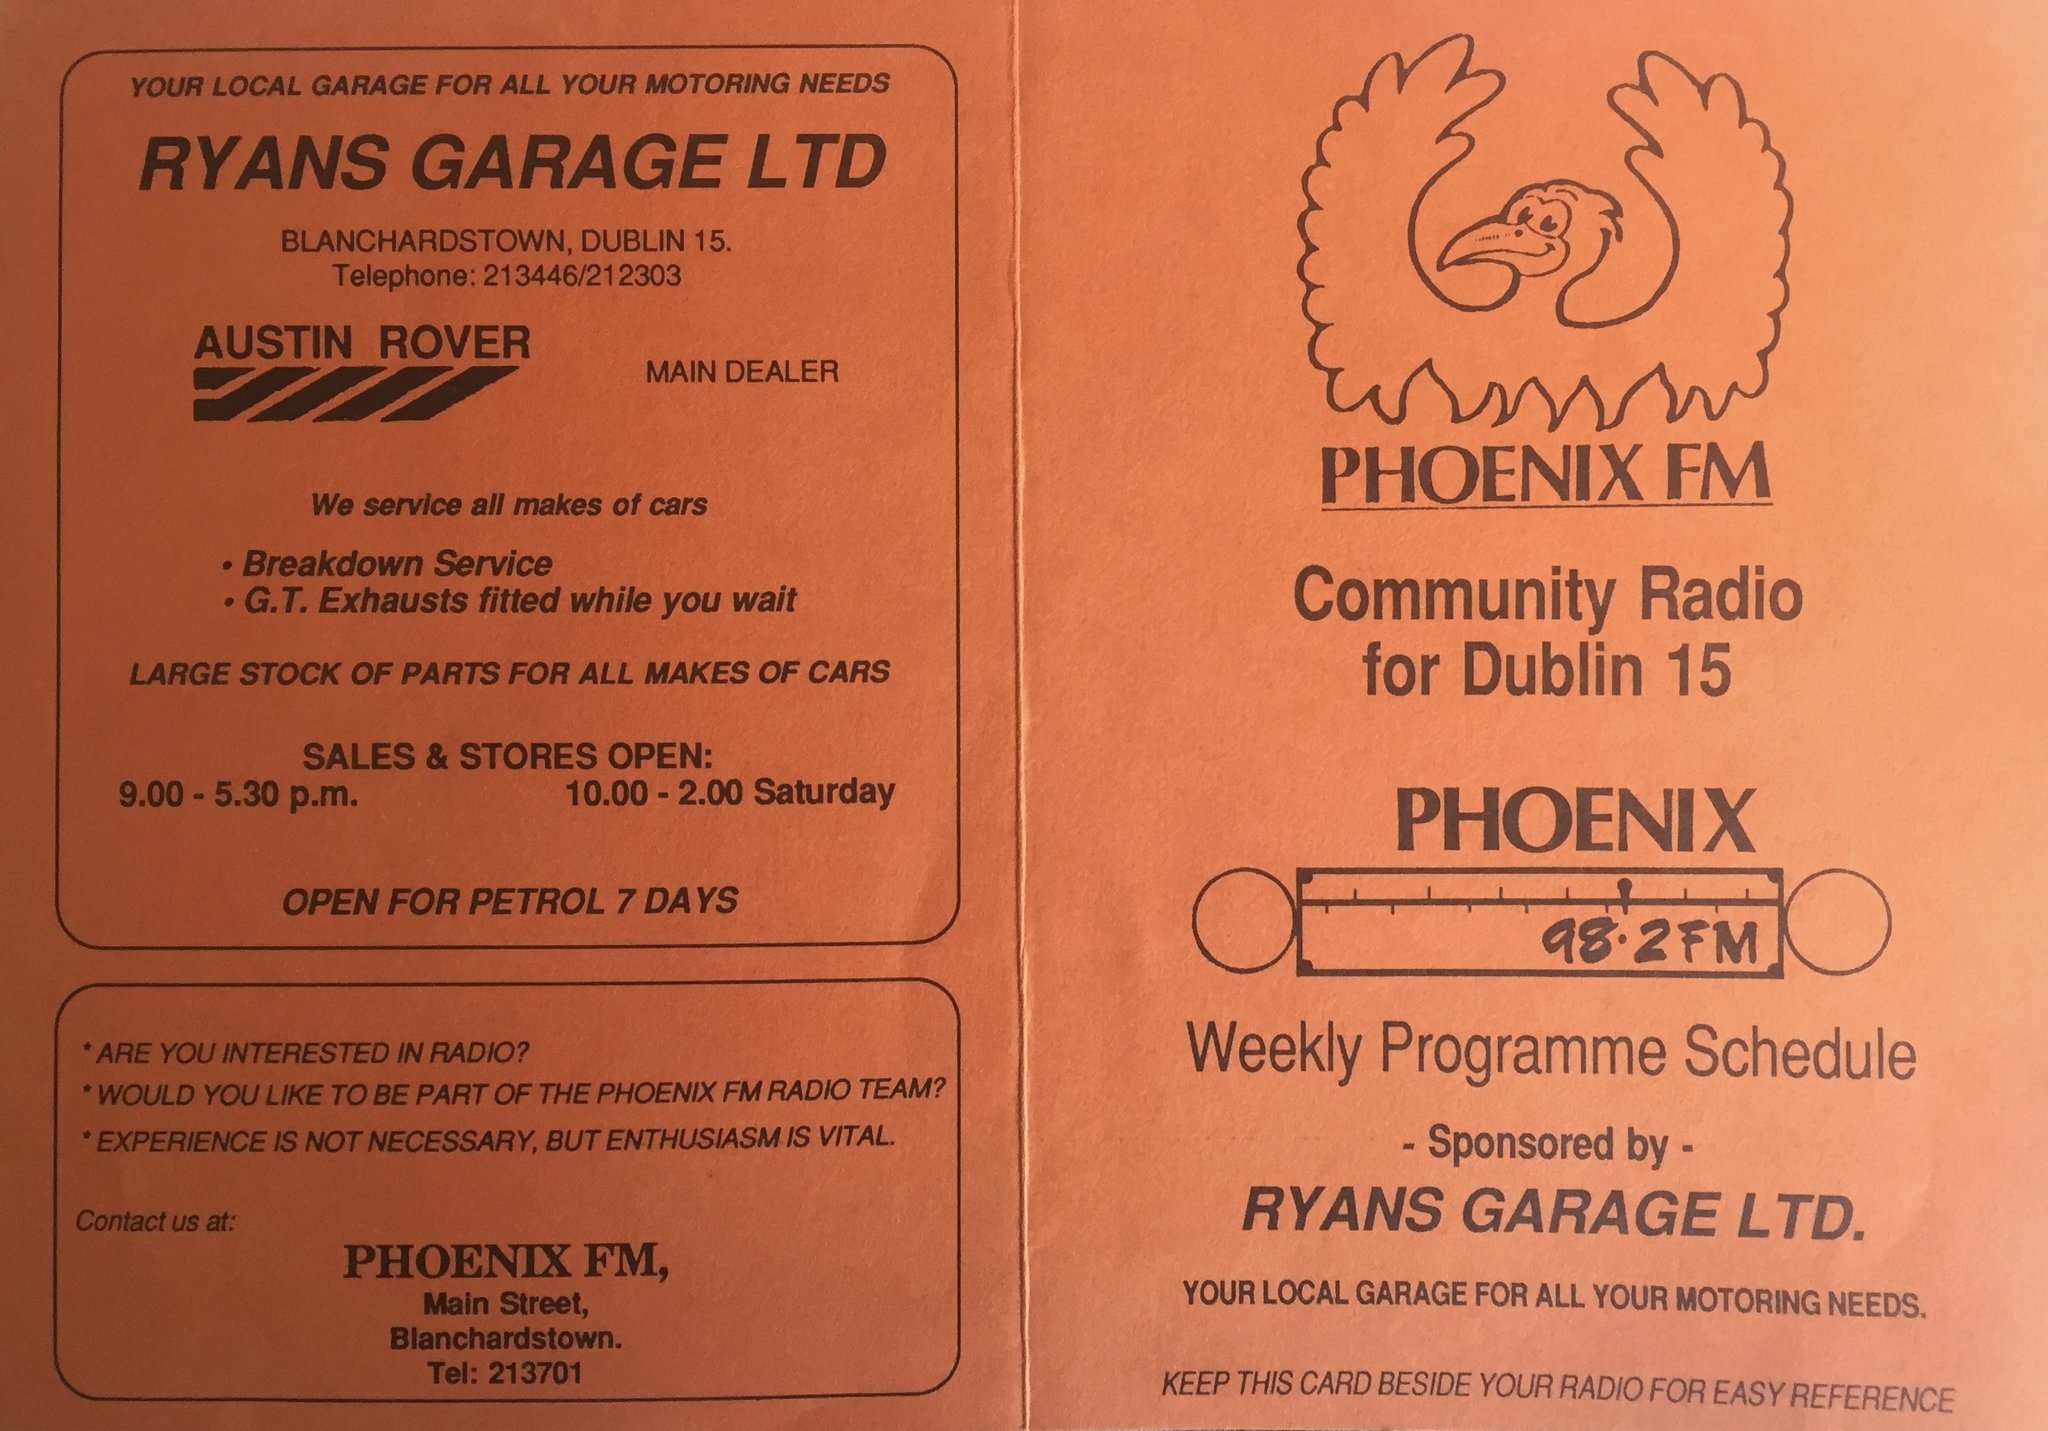 YOUR LOCAL GARAGE FOR ALL YOUR MOTORING NEEDS
RYANS GARAGE LTD
BLANCHARDSTOWN, DUBLIN 15.
Telephone: 213446/212303
AUSTIN ROVER
MAIN DEALER
We service all makes of cars
• Breakdown Service
• G.T. Exhausts fitted while you wait
LARGE STOCK OF PARTS FOR ALL MAKES OF CARS
SALES & STORES OPEN:
9.00 - 5.30 p.m. 10.00 - 2.00 Saturday
OPEN FOR PETROL 7 DAYS
* ARE YOU INTERESTED IN RADIO?
* WOULD YOU LIKE TO BE PART OF THE PHOENIX FM RADIO TEAM?
* EXPERIENCE IS NOT NECESSARY, BUT ENTHUSIASM IS VITAL.
Contact us at:
PHOENIX FM,
Main Street,
Blanchardstown.
Tel: 213701
PHOENIX FM
Community Radio
for Dublin 15
PHOENIX
98.2 FM
Weekly Programme Schedule
- Sponsored by -
RYANS GARAGE LTD.
YOUR LOCAL GARAGE FOR ALL YOUR MOTORING NEEDS.
KEEP THIS CARD BESIDE YOUR RADIO FOR EASY REFERENCE